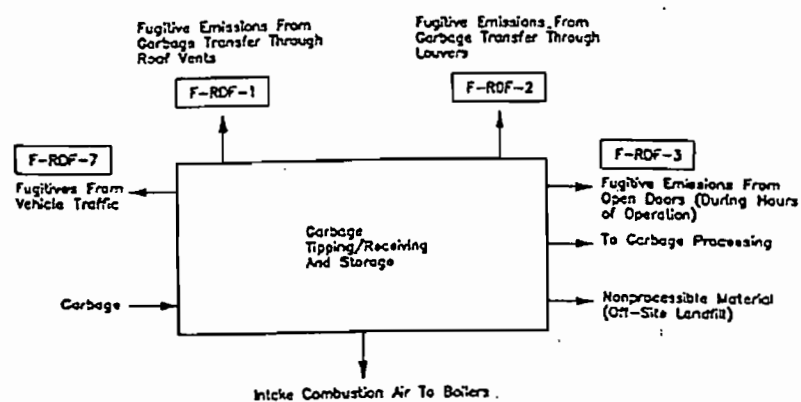 Fugitive Emissions From
Garbage Transfer Through
Roof Vents
F-RDF-1
Fugitive Emissions From
Garbage Transfer Through
Louvers
F-RDF-2
F-RDF-7
Fugitives From
Vehicle Traffic
F-RDF-3
Fugitive Emissions From
Open Doors (During Hours
of Operation)
Garbage
Tipping/Receiving
And Storage
To Garbage Processing
Garbage
Nonprocessible Material
(Off-Site Landfill)
Intake Combustion Air To Boilers